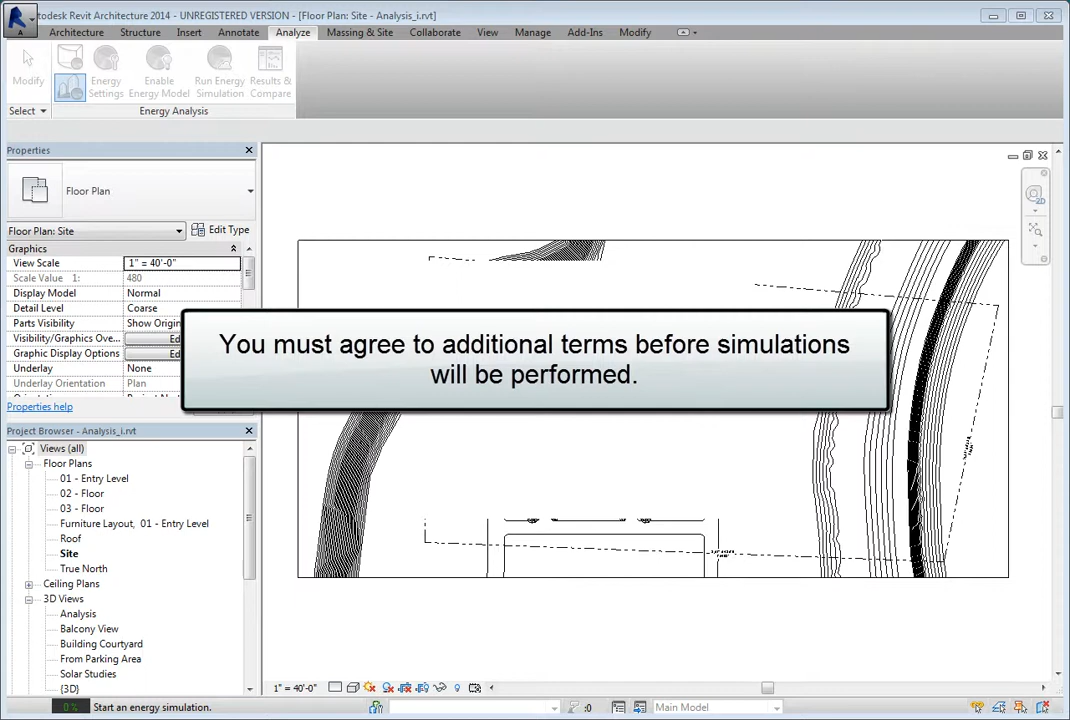 Autodesk Revit Architecture 2014 - UNREGISTERED VERSION - [Floor Plan: Site - Analysis_i.rvt]
Architecture Structure Insert Annotate Analyze Massing & Site Collaborate View Manage Add-Ins Modify
Modify Energy Settings Enable Energy Model Run Energy Simulation Results & Compare
Select Energy Analysis
Properties
Floor Plan
Floor Plan: Site Edit Type
Graphics
View Scale 1" = 40'-0"
Scale Value 1: 480
Display Model Normal
Detail Level Coarse
Parts Visibility Show Origin
Visibility/Graphics Ove... Ed
Graphic Display Options Ed
Underlay None
Underlay Orientation Plan
Properties help
You must agree to additional terms before simulations
will be performed.
Project Browser - Analysis_i.rvt
Views (all)
Floor Plans
01 - Entry Level
02 - Floor
03 - Floor
Furniture Layout, 01 - Entry Level
Roof
Site
True North
Ceiling Plans
3D Views
Analysis
Balcony View
Building Courtyard
From Parking Area
Solar Studies
{3D}
1" = 40'-0"
0 % Start an energy simulation. :0 Main Model